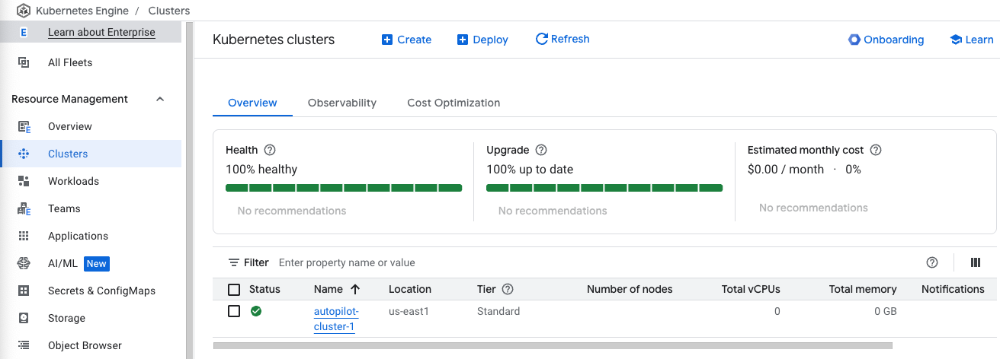 Kubernetes Engine / Clusters
E Learn about Enterprise
All Fleets
Resource Management
Overview
Clusters
Workloads
Teams
Applications
AI/ML New
Secrets & ConfigMaps
Storage
Object Browser
Kubernetes clusters Create Deploy Refresh Onboarding Learn
Overview Observability Cost Optimization
Health
100% healthy
No recommendations
Upgrade
100% up to date
No recommendations
Estimated monthly cost
$0.00 / month · 0%
No recommendations
Filter Enter property name or value
Status Name Location Tier Number of nodes Total vCPUs Total memory Notifications
autopilot-cluster-1 us-east1 Standard 0 0 GB